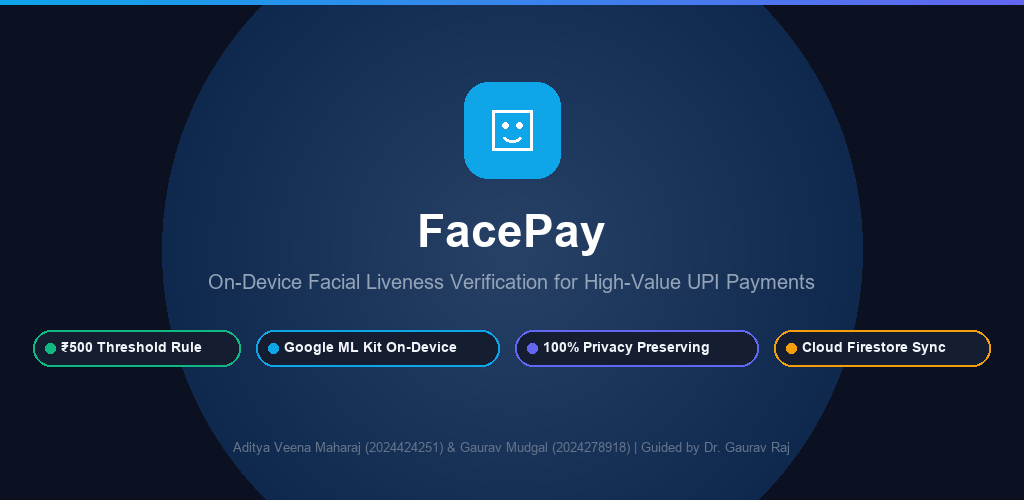 FacePay
On-Device Facial Liveness Verification for High-Value UPI Payments
₹500 Threshold Rule
Google ML Kit On-Device
100% Privacy Preserving
Cloud Firestore Sync
Aditya Veena Maharaj (2024424251) & Gaurav Mudgal (2024278918) | Guided by Dr. Gaurav Raj